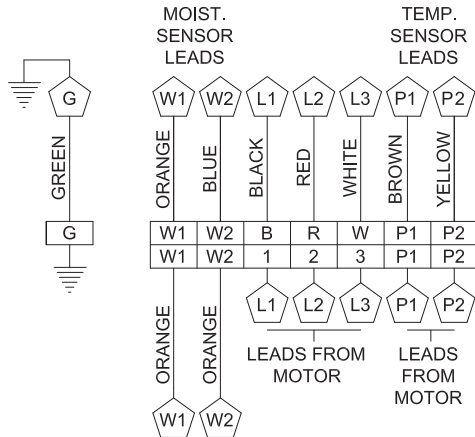 MOIST.
SENSOR
LEADS
TEMP.
SENSOR
LEADS
G
W1 W2 L1 L2 L3 P1 P2
GREEN
ORANGE
BLUE
BLACK
RED
WHITE
BROWN
YELLOW
G
W1 W2 B R W P1 P2
W1 W2 1 2 3 P1 P2
L1 L2 L3 P1 P2
ORANGE
ORANGE
LEADS FROM
MOTOR
LEADS
FROM
MOTOR
W1 W2